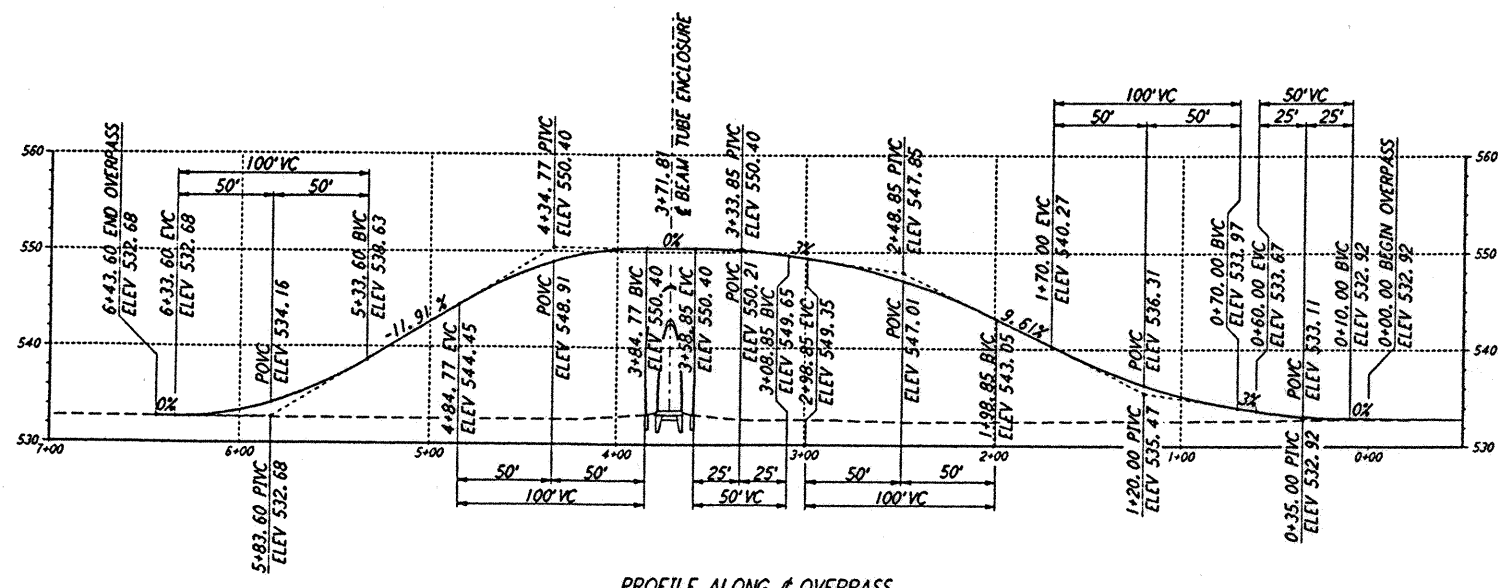 6+43.60 END OVERPASS
ELEV 532.68
6+33.60 EVC
ELEV 532.68
100' VC
50'
50'
5+33.60 BVC
ELEV 538.63
4+34.77 PIVC
ELEV 550.40
3+71.81
℄ BEAM TUBE ENCLOSURE
3+33.85 PIVC
ELEV 550.40
2+48.85 PIVC
ELEV 547.85
100' VC
50'
50'
1+70.00 EVC
ELEV 540.27
0+70.00 BVC
ELEV 533.97
50' VC
25'
25'
0+60.00 EVC
ELEV 533.67
0+10.00 BVC
ELEV 532.92
0+00.00 BEGIN OVERPASS
ELEV 532.92
560
550
540
530
560
550
540
530
0%
-11.91%
0%
3%
9.61%
3%
0%
POVC
ELEV 534.16
4+84.77 EVC
ELEV 544.45
POVC
ELEV 548.91
3+84.77 BVC
ELEV 550.40
3+58.85 EVC
ELEV 550.40
POVC
ELEV 550.21
3+08.85 BVC
ELEV 549.65
2+98.85 EVC
ELEV 549.35
POVC
ELEV 547.01
1+98.85 BVC
ELEV 543.05
POVC
ELEV 536.31
POVC
ELEV 533.11
7+00
6+00
5+00
4+00
3+00
2+00
1+00
0+00
5+83.60 PIVC
ELEV 532.68
50'
50'
100' VC
25'
25'
50' VC
50'
50'
100' VC
1+20.00 PIVC
ELEV 535.47
0+35.00 PIVC
ELEV 532.92
PROFILE ALONG ℄ OVERPASS